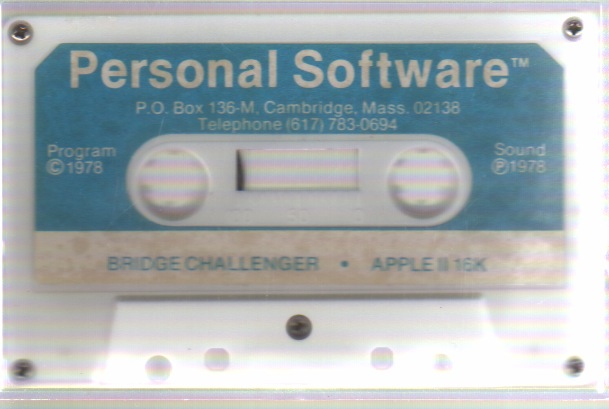 Personal Software™
P.O. Box 136-M, Cambridge, Mass. 02138
Telephone (617) 783-0694
Program
©1978
Sound
℗1978
BRIDGE CHALLENGER • APPLE II 16K